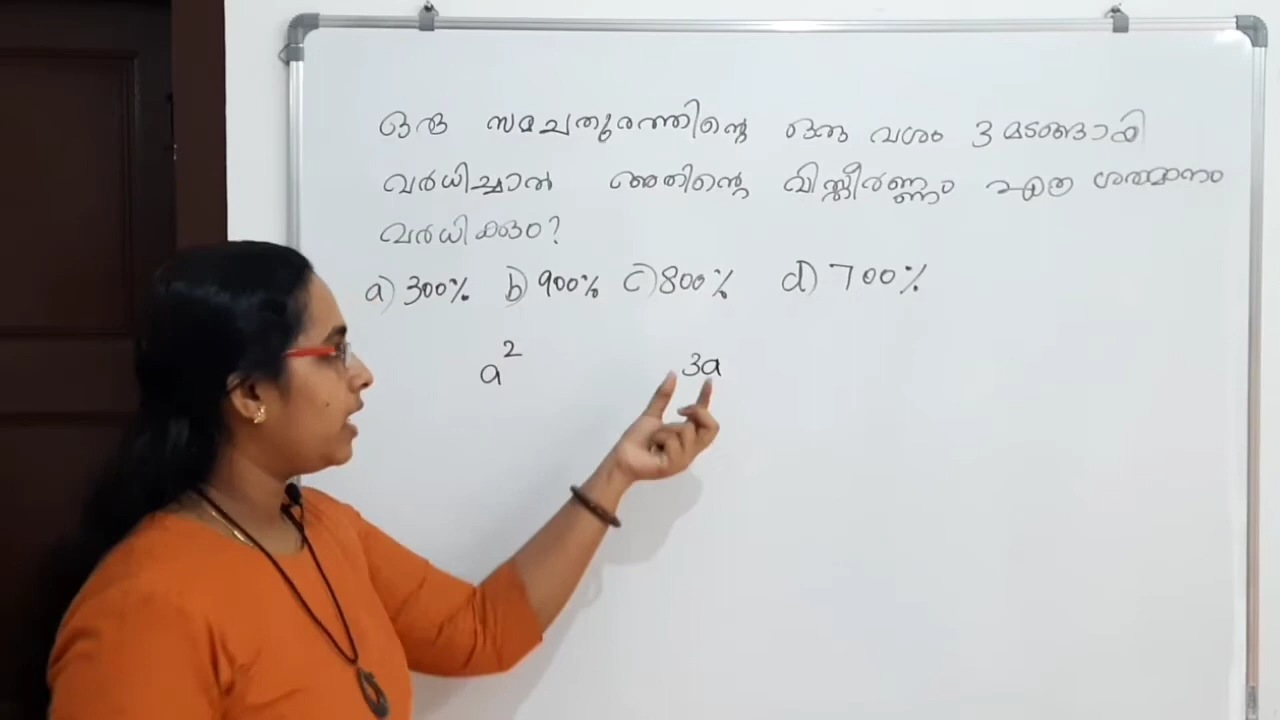 ഒരു സമചതുരത്തിന്റെ ഒരു വശം 3 മടങ്ങായി
വർധിച്ചാൽ അതിന്റെ വിസ്തീർണ്ണം എത്ര ശതമാനം
വർധിക്കും?
a) 300% b) 900% c) 800% d) 700%
a² 3a